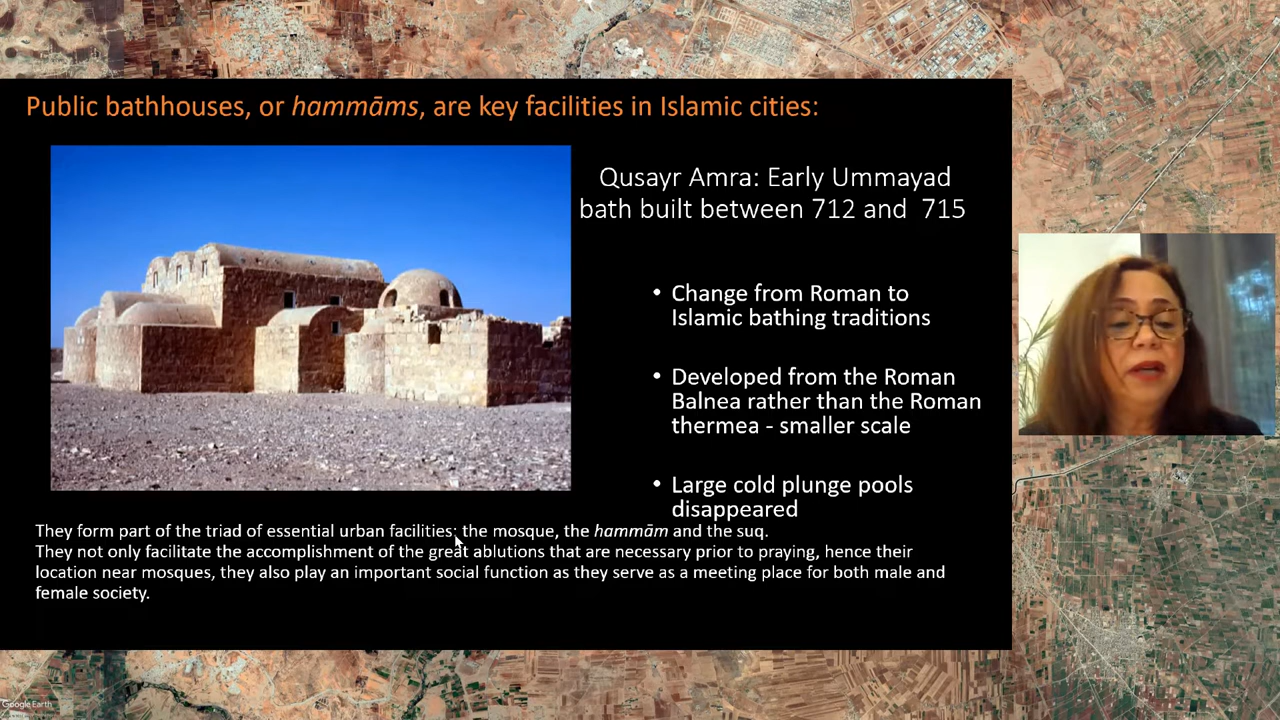 Public bathhouses, or hammāms, are key facilities in Islamic cities:
Qusayr Amra: Early Ummayad
bath built between 712 and 715
• Change from Roman to
Islamic bathing traditions
• Developed from the Roman
Balnea rather than the Roman
thermea - smaller scale
• Large cold plunge pools
disappeared
They form part of the triad of essential urban facilities: the mosque, the hammām and the suq.
They not only facilitate the accomplishment of the great ablutions that are necessary prior to praying, hence their
location near mosques, they also play an important social function as they serve as a meeting place for both male and
female society.
Google Earth